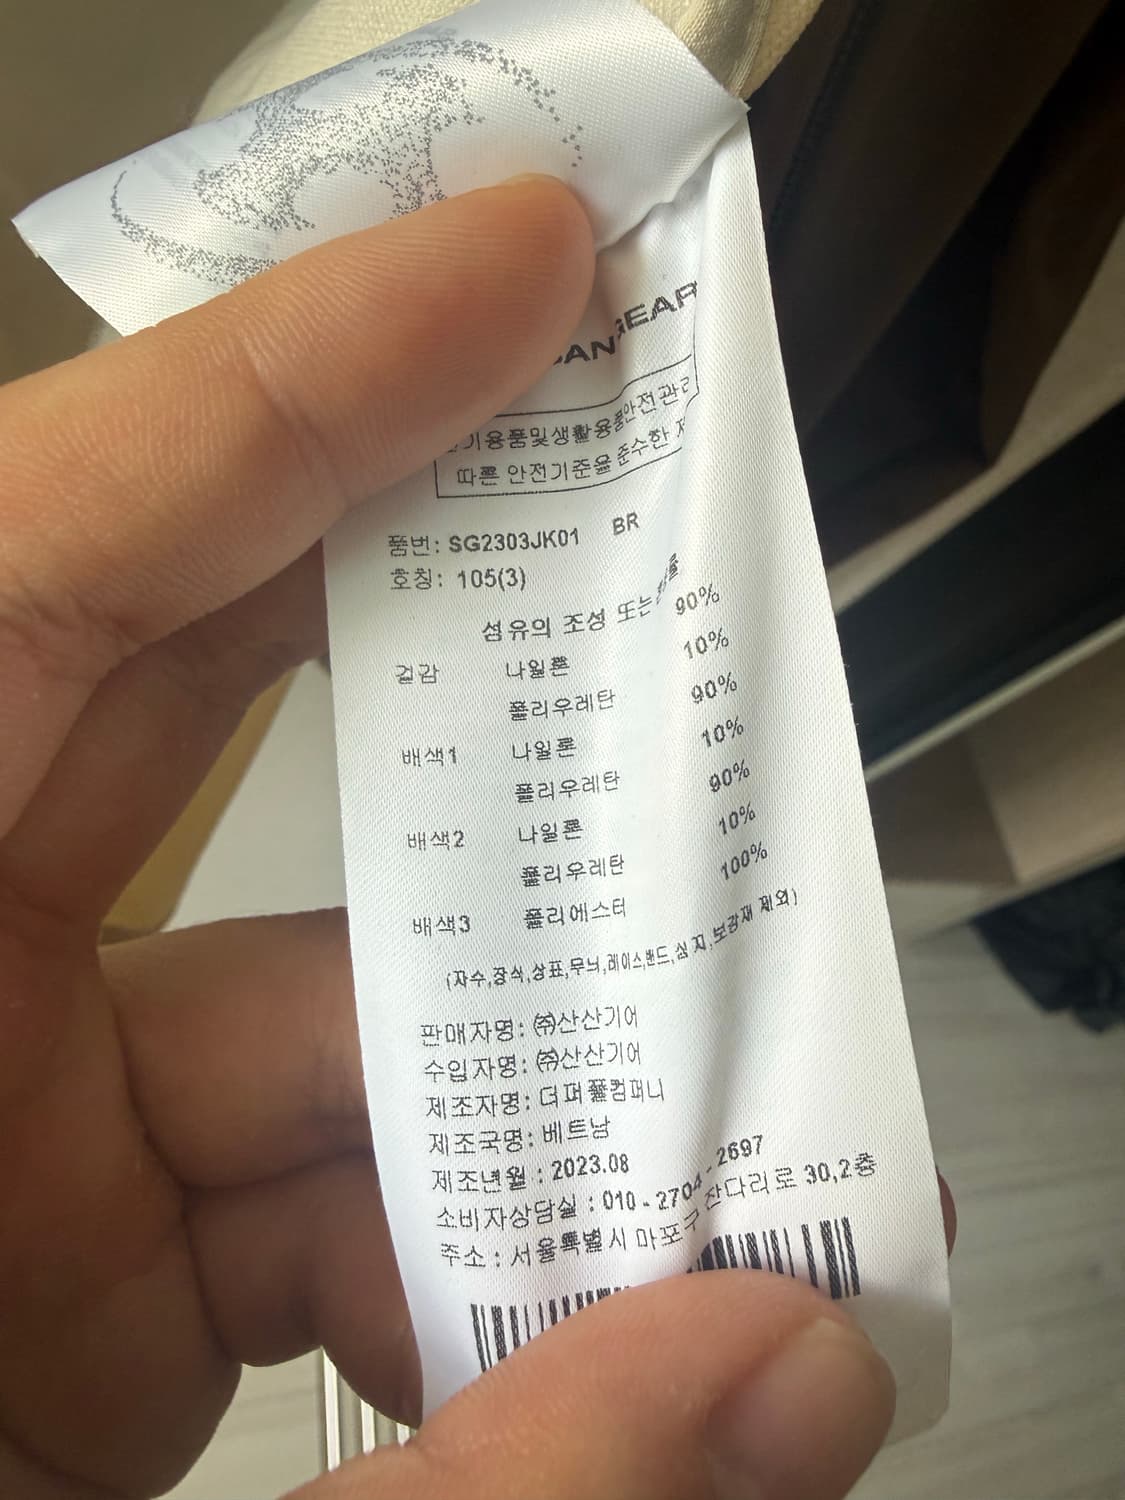 GEAR
기용품및생활용품안전관리
따른 안전기준을 준수한
품번: SG2303JK01 BR
호칭: 105(3)
섬유의 조성 또는
겉감 나일론 90%
폴리우레탄 10%
배색1 나일론 90%
폴리우레탄 10%
배색2 나일론 90%
폴리우레탄 10%
배색3 폴리에스터 100%
(자수,장식,상표,무늬,레이스,밴드,심지,보강재 제외)
판매자명: ㈜산산기어
수입자명: ㈜산산기어
제조자명: 더퍼플컴퍼니
제조국명: 베트남
제조년월 : 2023.08
소비자상담실 : 010 - 2704 - 2697
주소 : 서울특별시 마포구 잔다리로 30,2층